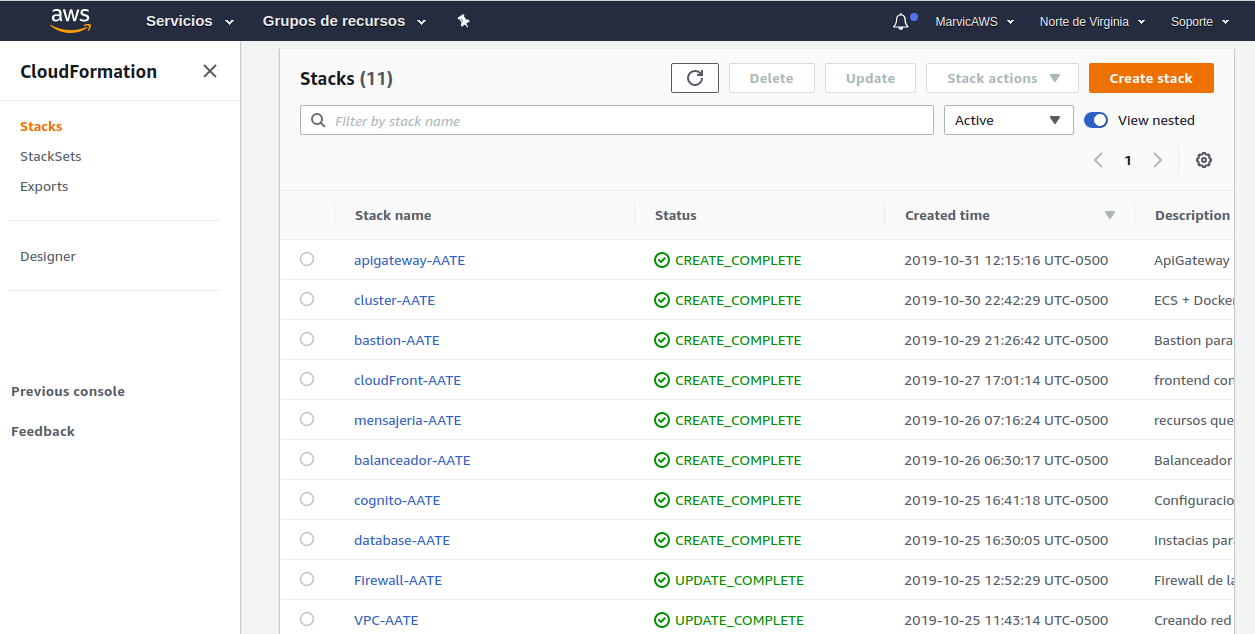 aws Servicios Grupos de recursos MarvicAWS Norte de Virginia Soporte
CloudFormation
Stacks
StackSets
Exports
Designer
Previous console
Feedback
Stacks (11) Delete Update Stack actions Create stack
Filter by stack name Active View nested
1
Stack name Status Created time Description
apigateway-AATE CREATE_COMPLETE 2019-10-31 12:15:16 UTC-0500 ApiGateway
cluster-AATE CREATE_COMPLETE 2019-10-30 22:42:29 UTC-0500 ECS + Docker
bastion-AATE CREATE_COMPLETE 2019-10-29 21:26:42 UTC-0500 Bastion para
cloudFront-AATE CREATE_COMPLETE 2019-10-27 17:01:14 UTC-0500 frontend con
mensajeria-AATE CREATE_COMPLETE 2019-10-26 07:16:24 UTC-0500 recursos que
balanceador-AATE CREATE_COMPLETE 2019-10-26 06:30:17 UTC-0500 Balanceador
cognito-AATE CREATE_COMPLETE 2019-10-25 16:41:18 UTC-0500 Configuracio
database-AATE CREATE_COMPLETE 2019-10-25 16:30:05 UTC-0500 Instacias par
Firewall-AATE UPDATE_COMPLETE 2019-10-25 12:52:29 UTC-0500 Firewall de la
VPC-AATE UPDATE_COMPLETE 2019-10-25 11:43:14 UTC-0500 Creando red